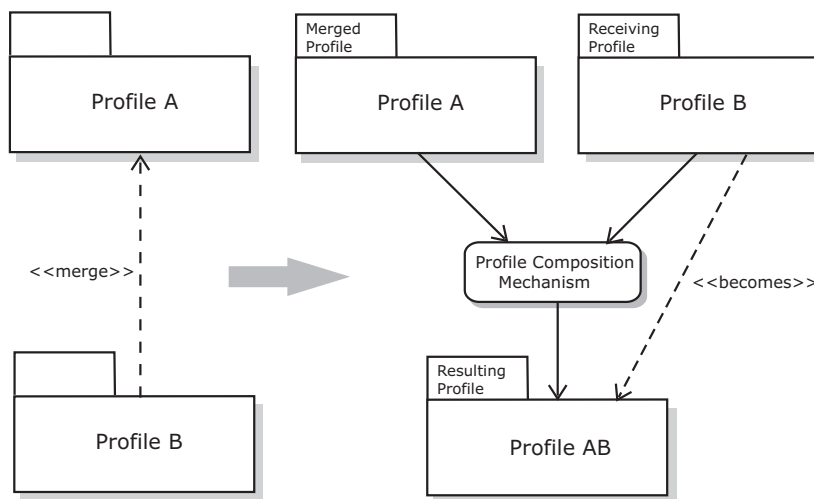 Profile A
<<merge>>
Profile B
Merged
Profile
Profile A
Receiving
Profile
Profile B
Profile Composition
Mechanism
<<becomes>>
Resulting
Profile
Profile AB